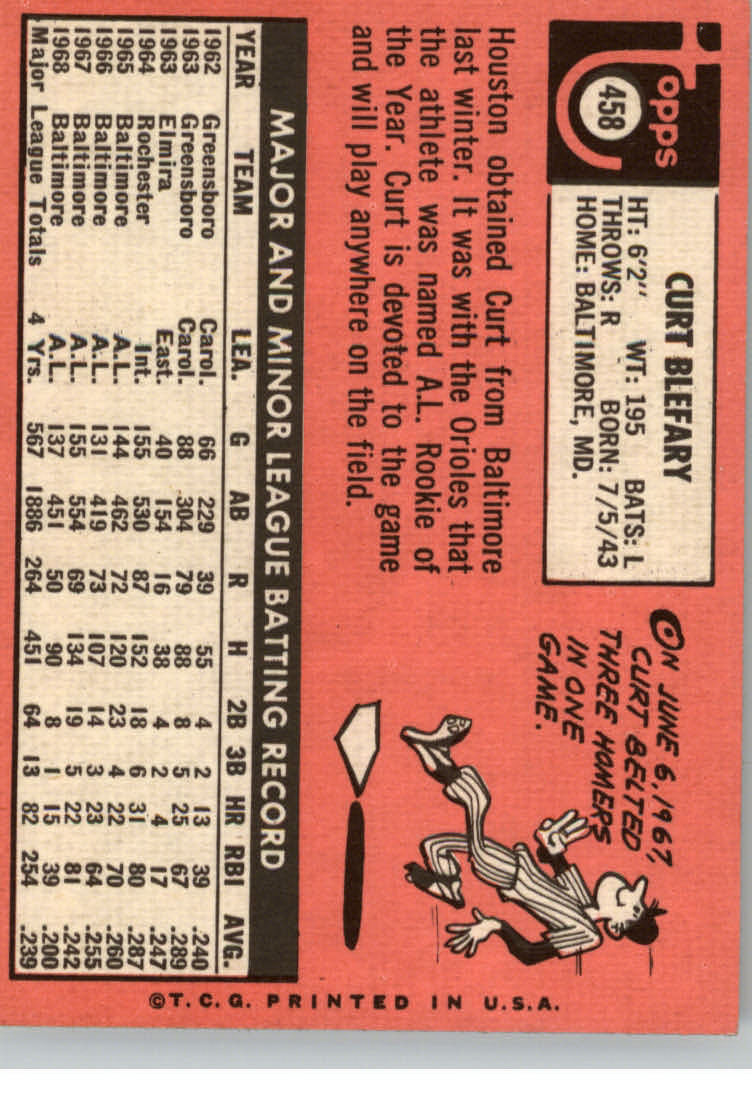 Topps
458
CURT BLEFARY
HT: 6'2" WT: 195 BATS: L
THROWS: R BORN: 7/5/43
HOME: BALTIMORE, MD.
Houston obtained Curt from Baltimore
last winter. It was with the Orioles that
the athlete was named A.L. Rookie of
the Year. Curt is devoted to the game
and will play anywhere on the field.
ON JUNE 6, 1967,
CURT BELTED
THREE HOMERS
IN ONE
GAME.
MAJOR AND MINOR LEAGUE BATTING RECORD
YEAR TEAM LEA. G AB R H 2B 3B HR RBI AVG.
1962 Greensboro Carol. 66 229 39 55 4 2 13 39 .240
1963 Greensboro Carol. 88 304 79 88 8 5 25 67 .289
1963 Elmira East. 40 154 16 38 4 2 4 17 .247
1964 Rochester Int. 155 530 87 152 18 6 31 80 .287
1965 Baltimore A.L. 144 462 72 120 23 4 22 70 .260
1966 Baltimore A.L. 131 419 73 107 14 3 23 64 .255
1967 Baltimore A.L. 155 554 69 134 19 5 22 81 .242
1968 Baltimore A.L. 137 451 50 90 8 1 15 39 .200
Major League Totals 4 Yrs. 567 1886 264 451 64 13 82 254 .239
©T.C.G. PRINTED IN U.S.A.